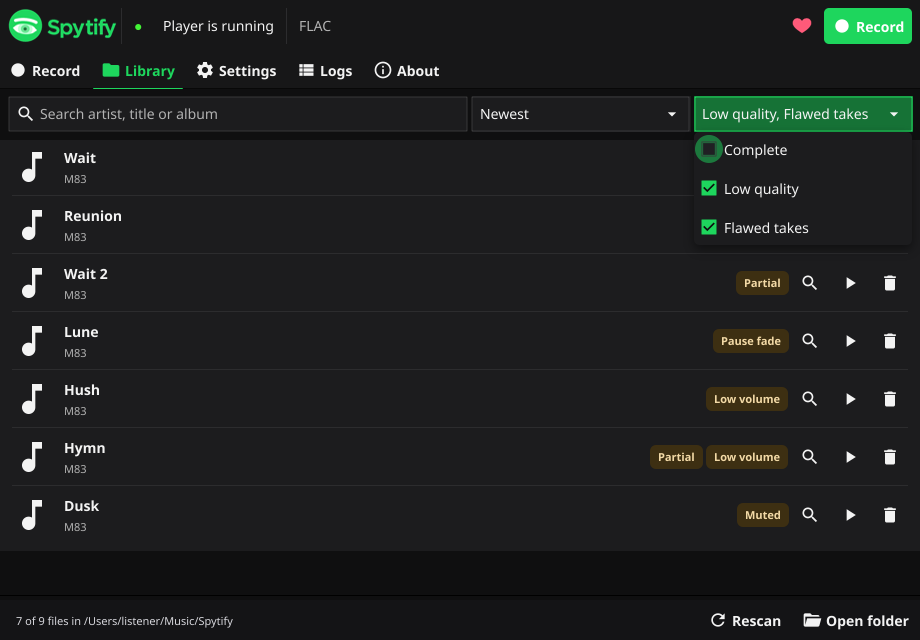 Spytify
Player is running
FLAC
Record
Record
Library
Settings
Logs
About
Search artist, title or album
Newest
Low quality, Flawed takes
Complete
Low quality
Flawed takes
Wait
M83
Reunion
M83
Wait 2
M83
Partial
Lune
M83
Pause fade
Hush
M83
Low volume
Hymn
M83
Partial
Low volume
Dusk
M83
Muted
7 of 9 files in /Users/listener/Music/Spytify
Rescan
Open folder